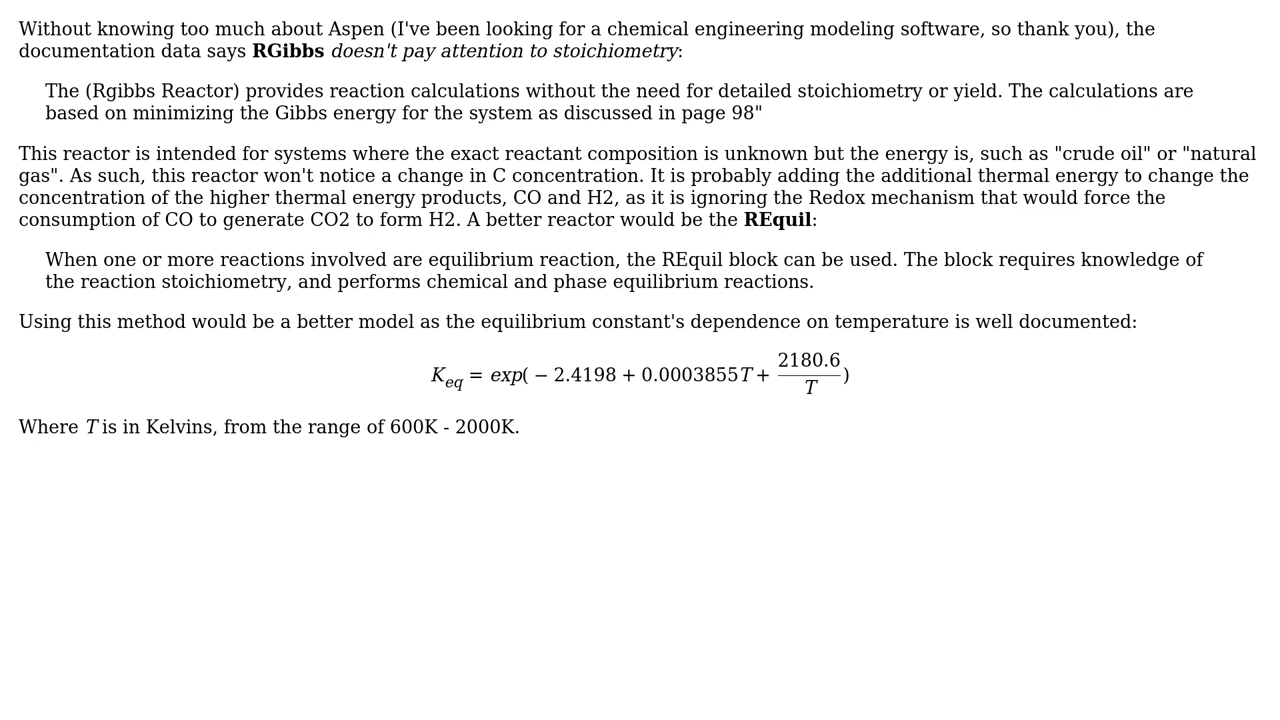 Without knowing too much about Aspen (I've been looking for a chemical engineering modeling software, so thank you), the
documentation data says RGibbs doesn't pay attention to stoichiometry:
The (Rgibbs Reactor) provides reaction calculations without the need for detailed stoichiometry or yield. The calculations are
based on minimizing the Gibbs energy for the system as discussed in page 98"
This reactor is intended for systems where the exact reactant composition is unknown but the energy is, such as "crude oil" or "natural
gas". As such, this reactor won't notice a change in C concentration. It is probably adding the additional thermal energy to change the
concentration of the higher thermal energy products, CO and H2, as it is ignoring the Redox mechanism that would force the
consumption of CO to generate CO2 to form H2. A better reactor would be the REquil:
When one or more reactions involved are equilibrium reaction, the REquil block can be used. The block requires knowledge of
the reaction stoichiometry, and performs chemical and phase equilibrium reactions.
Using this method would be a better model as the equilibrium constant's dependence on temperature is well documented:
K_{eq} = exp( − 2.4198 + 0.0003855T + \frac{2180.6}{T})
Where T is in Kelvins, from the range of 600K - 2000K.